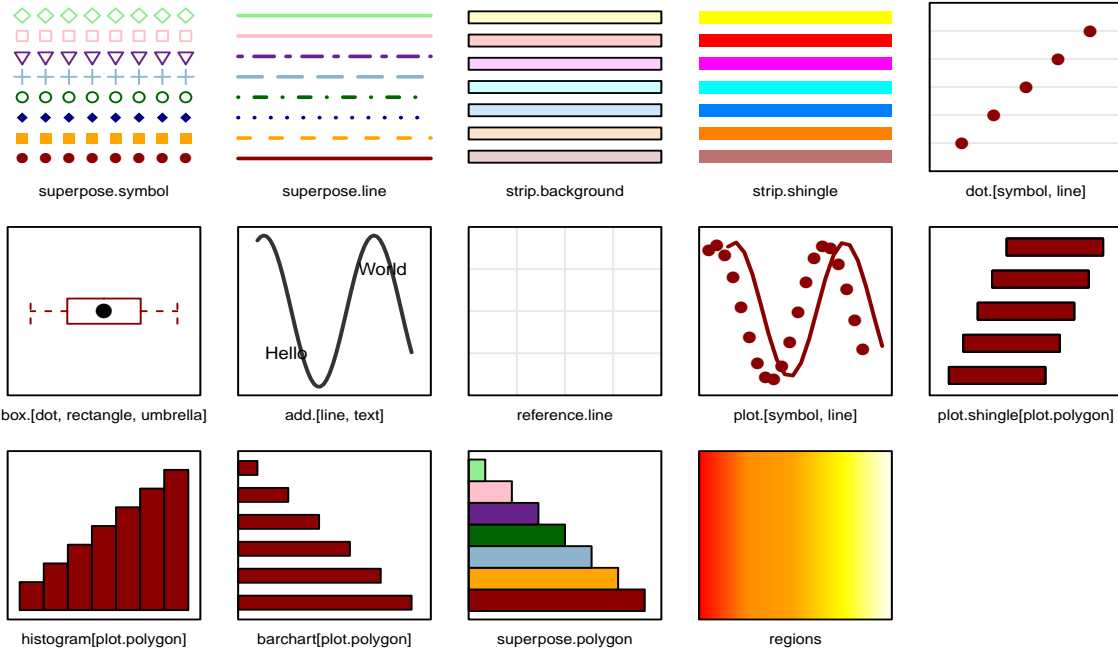 superpose.symbol
superpose.line
strip.background
strip.shingle
dot.[symbol, line]
World
Hello
box.[dot, rectangle, umbrella]
add.[line, text]
reference.line
plot.[symbol, line]
plot.shingle[plot.polygon]
histogram[plot.polygon]
barchart[plot.polygon]
superpose.polygon
regions